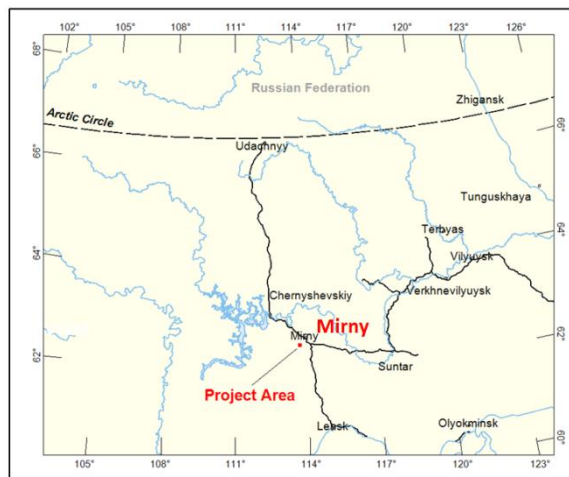 102° 105° 108° 111° 114° 117° 120° 123° 126°
68°
Russian Federation
Zhigansk
Arctic Circle
66°
66°
Udachnyy
Tunguskhaya
Terbyas
64°
64°
Vilyuysk
Chernyshevskiy
Verkhnevilyuysk
Mirny
Mirny
62°
62°
Suntar
Project Area
Lensk
Olyokminsk
60°
105° 108° 111° 114° 117° 120° 123°